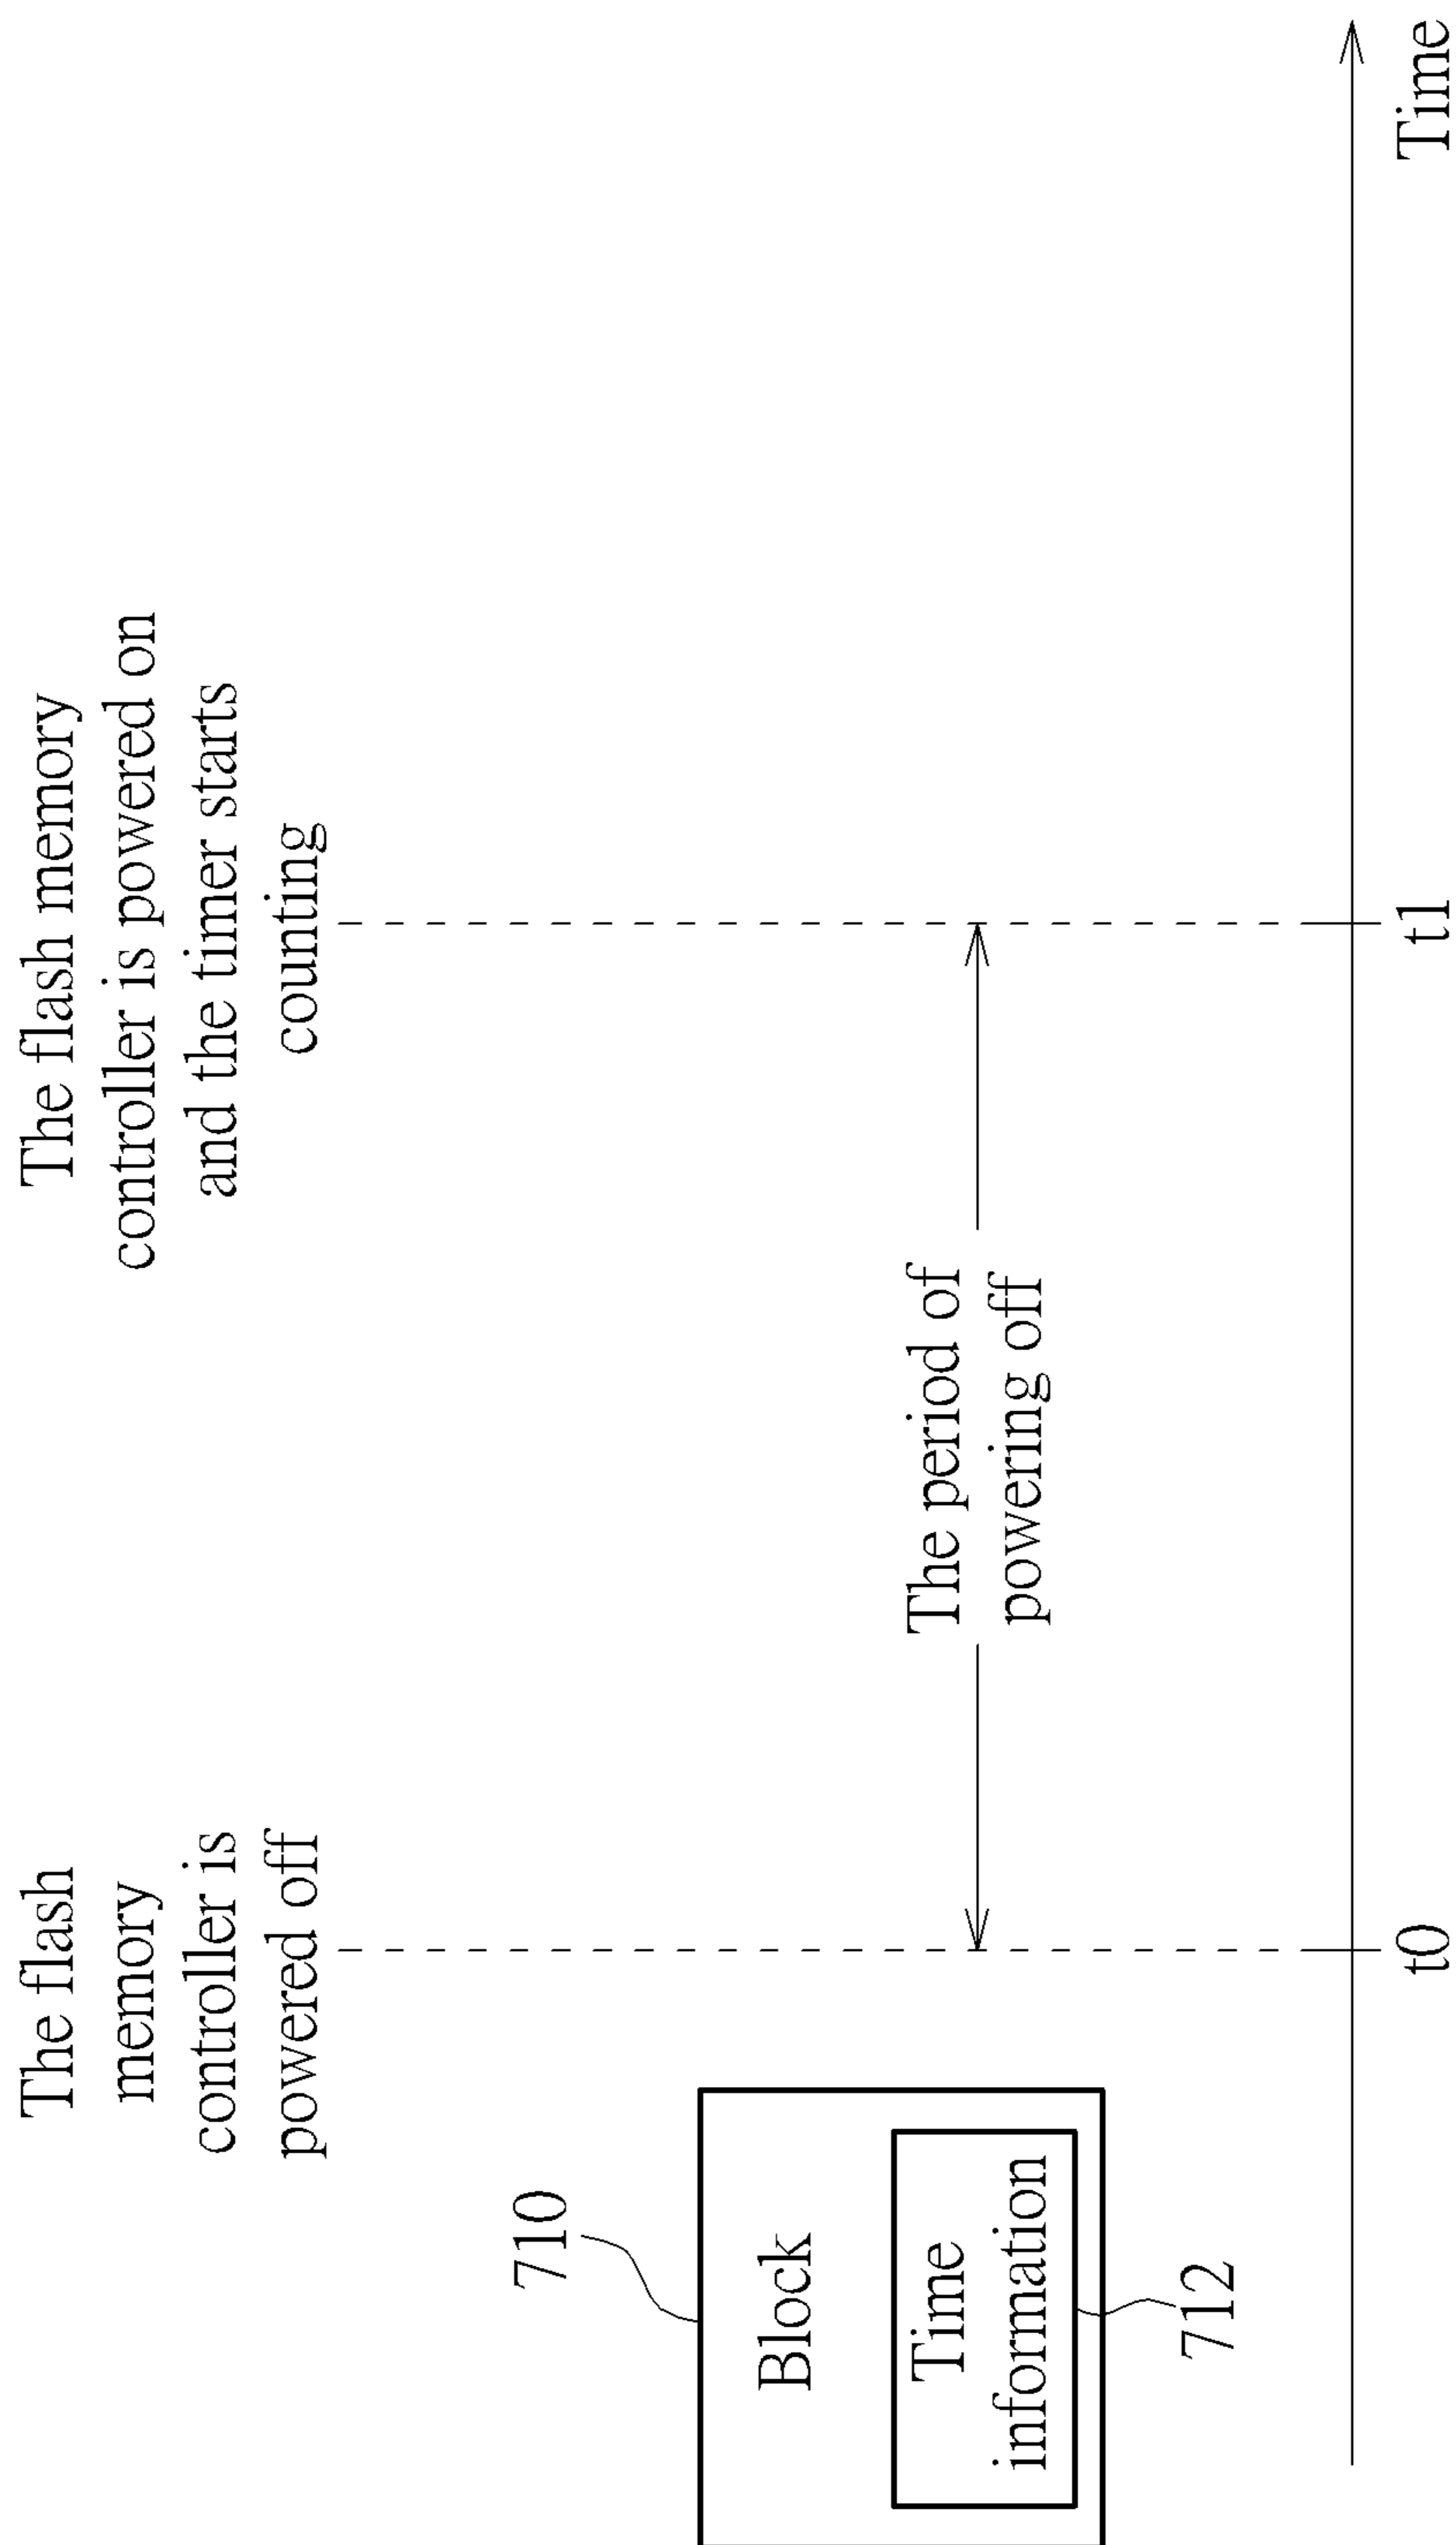 The flash
memory
controller is
powered off
The flash memory
controller is powered on
and the timer starts
counting
710
Block
Time
information
712
The period of
powering off
t0
t1
Time